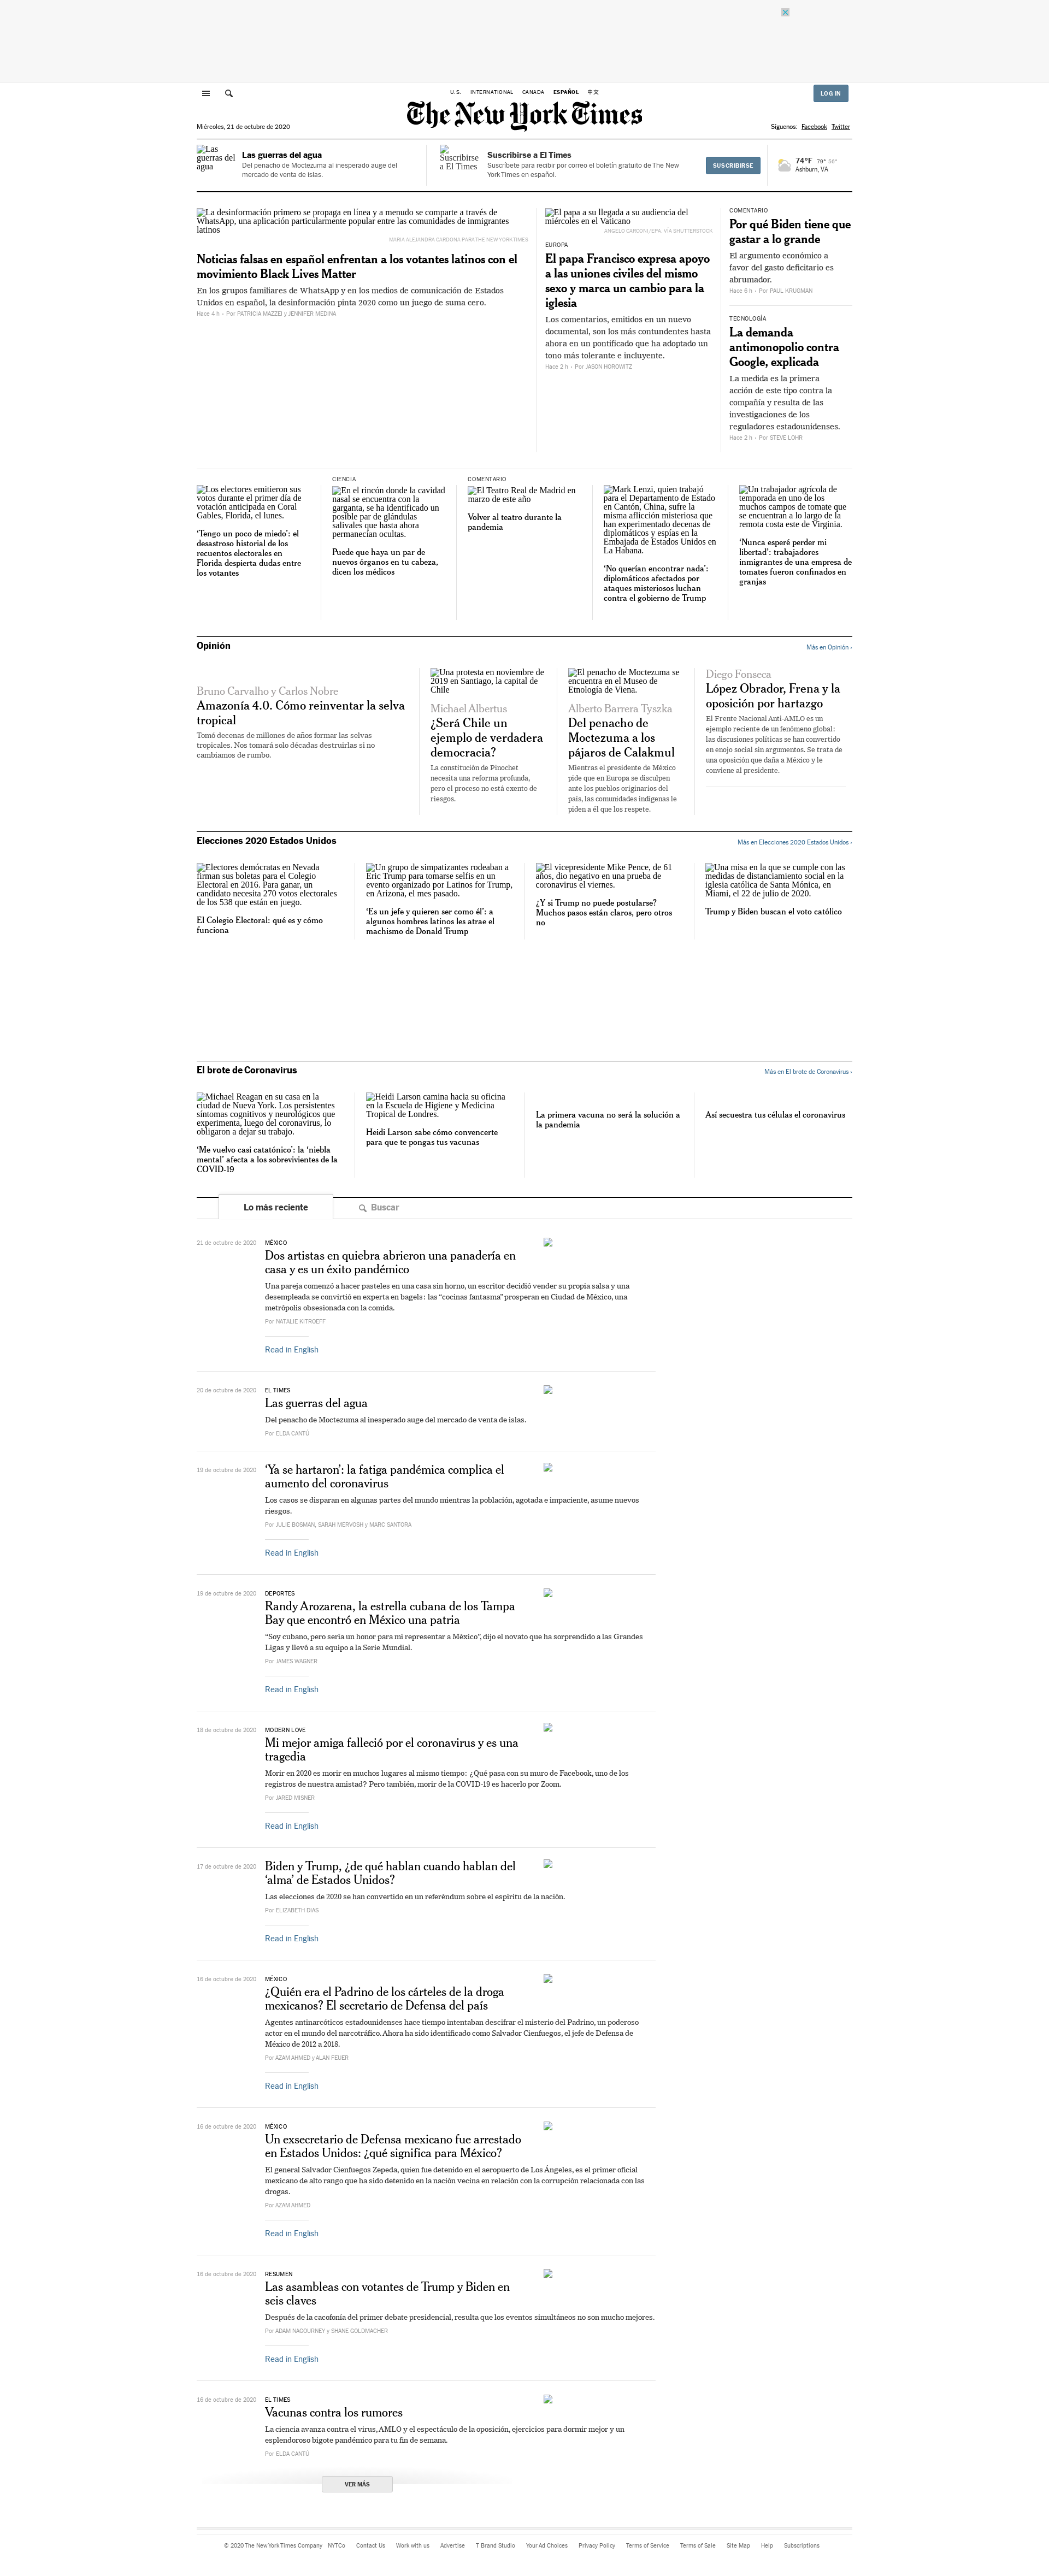 U.S. INTERNATIONAL CANADA ESPAÑOL 中文
LOG IN
The New York Times
Miércoles, 21 de octubre de 2020
Síguenos: Facebook Twitter
Las guerras del agua
Las guerras del agua
Del penacho de Moctezuma al inesperado auge del
mercado de venta de islas.
Suscribirse a El Times
Suscribirse a El Times
Suscríbete para recibir por correo el boletín gratuito de The New
York Times en español.
SUSCRIBIRSE
74°F 79° 56°
Ashburn, VA
La desinformación primero se propaga en línea y a menudo se comparte a través de
WhatsApp, una aplicación particularmente popular entre las comunidades de inmigrantes
latinos
MARIA ALEJANDRA CARDONA PARA THE NEW YORK TIMES
Noticias falsas en español enfrentan a los votantes latinos con el
movimiento Black Lives Matter
En los grupos familiares de WhatsApp y en los medios de comunicación de Estados
Unidos en español, la desinformación pinta 2020 como un juego de suma cero.
Hace 4 h • Por PATRICIA MAZZEI y JENNIFER MEDINA
El papa a su llegada a su audiencia del
miércoles en el Vaticano
ANGELO CARCONI/EPA, VÍA SHUTTERSTOCK
EUROPA
El papa Francisco expresa apoyo
a las uniones civiles del mismo
sexo y marca un cambio para la
iglesia
Los comentarios, emitidos en un nuevo
documental, son los más contundentes hasta
ahora en un pontificado que ha adoptado un
tono más tolerante e incluyente.
Hace 2 h • Por JASON HOROWITZ
COMENTARIO
Por qué Biden tiene que
gastar a lo grande
El argumento económico a
favor del gasto deficitario es
abrumador.
Hace 6 h • Por PAUL KRUGMAN
TECNOLOGÍA
La demanda
antimonopolio contra
Google, explicada
La medida es la primera
acción de este tipo contra la
compañía y resulta de las
investigaciones de los
reguladores estadounidenses.
Hace 2 h • Por STEVE LOHR
Los electores emitieron sus
votos durante el primer día de
votación anticipada en Coral
Gables, Florida, el lunes.
‘Tengo un poco de miedo’: el
desastroso historial de los
recuentos electorales en
Florida despierta dudas entre
los votantes
CIENCIA
En el rincón donde la cavidad
nasal se encuentra con la
garganta, se ha identificado un
posible par de glándulas
salivales que hasta ahora
permanecían ocultas.
Puede que haya un par de
nuevos órganos en tu cabeza,
dicen los médicos
COMENTARIO
El Teatro Real de Madrid en
marzo de este año
Volver al teatro durante la
pandemia
Mark Lenzi, quien trabajó
para el Departamento de Estado
en Cantón, China, sufre la
misma aflicción misteriosa que
han experimentado decenas de
diplomáticos y espías en la
Embajada de Estados Unidos en
La Habana.
‘No querían encontrar nada’:
diplomáticos afectados por
ataques misteriosos luchan
contra el gobierno de Trump
Un trabajador agrícola de
temporada en uno de los
muchos campos de tomate que
se encuentran a lo largo de la
remota costa este de Virginia.
‘Nunca esperé perder mi
libertad’: trabajadores
inmigrantes de una empresa de
tomates fueron confinados en
granjas
Opinión
Más en Opinión ›
Bruno Carvalho y Carlos Nobre
Amazonía 4.0. Cómo reinventar la selva
tropical
Tomó decenas de millones de años formar las selvas
tropicales. Nos tomará solo décadas destruirlas si no
cambiamos de rumbo.
Una protesta en noviembre de
2019 en Santiago, la capital de
Chile
Michael Albertus
¿Será Chile un
ejemplo de verdadera
democracia?
La constitución de Pinochet
necesita una reforma profunda,
pero el proceso no está exento de
riesgos.
El penacho de Moctezuma se
encuentra en el Museo de
Etnología de Viena.
Alberto Barrera Tyszka
Del penacho de
Moctezuma a los
pájaros de Calakmul
Mientras el presidente de México
pide que en Europa se disculpen
ante los pueblos originarios del
país, las comunidades indígenas le
piden a él que los respete.
Diego Fonseca
López Obrador, Frena y la
oposición por hartazgo
El Frente Nacional Anti-AMLO es un
ejemplo reciente de un fenómeno global:
las discusiones políticas se han convertido
en enojo social sin argumentos. Se trata de
una oposición que daña a México y le
conviene al presidente.
Elecciones 2020 Estados Unidos
Más en Elecciones 2020 Estados Unidos ›
Electores demócratas en Nevada
firman sus boletas para el Colegio
Electoral en 2016. Para ganar, un
candidato necesita 270 votos electorales
de los 538 que están en juego.
El Colegio Electoral: qué es y cómo
funciona
Un grupo de simpatizantes rodeaban a
Eric Trump para tomarse selfis en un
evento organizado por Latinos for Trump,
en Arizona, el mes pasado.
‘Es un jefe y quieren ser como él’: a
algunos hombres latinos les atrae el
machismo de Donald Trump
El vicepresidente Mike Pence, de 61
años, dio negativo en una prueba de
coronavirus el viernes.
¿Y si Trump no puede postularse?
Muchos pasos están claros, pero otros
no
Una misa en la que se cumple con las
medidas de distanciamiento social en la
iglesia católica de Santa Mónica, en
Miami, el 22 de julio de 2020.
Trump y Biden buscan el voto católico
El brote de Coronavirus
Más en El brote de Coronavirus ›
Michael Reagan en su casa en la
ciudad de Nueva York. Los persistentes
síntomas cognitivos y neurológicos que
experimenta, luego del coronavirus, lo
obligaron a dejar su trabajo.
‘Me vuelvo casi catatónico’: la ‘niebla
mental’ afecta a los sobrevivientes de la
COVID-19
Heidi Larson camina hacia su oficina
en la Escuela de Higiene y Medicina
Tropical de Londres.
Heidi Larson sabe cómo convencerte
para que te pongas tus vacunas
La primera vacuna no será la solución a
la pandemia
Así secuestra tus células el coronavirus
Lo más reciente
Buscar
21 de octubre de 2020
MÉXICO
Dos artistas en quiebra abrieron una panadería en
casa y es un éxito pandémico
Una pareja comenzó a hacer pasteles en una casa sin horno, un escritor decidió vender su propia salsa y una
desempleada se convirtió en experta en bagels: las “cocinas fantasma” prosperan en Ciudad de México, una
metrópolis obsesionada con la comida.
Por NATALIE KITROEFF
Read in English
20 de octubre de 2020
EL TIMES
Las guerras del agua
Del penacho de Moctezuma al inesperado auge del mercado de venta de islas.
Por ELDA CANTÚ
19 de octubre de 2020
‘Ya se hartaron’: la fatiga pandémica complica el
aumento del coronavirus
Los casos se disparan en algunas partes del mundo mientras la población, agotada e impaciente, asume nuevos
riesgos.
Por JULIE BOSMAN, SARAH MERVOSH y MARC SANTORA
Read in English
19 de octubre de 2020
DEPORTES
Randy Arozarena, la estrella cubana de los Tampa
Bay que encontró en México una patria
“Soy cubano, pero sería un honor para mí representar a México”, dijo el novato que ha sorprendido a las Grandes
Ligas y llevó a su equipo a la Serie Mundial.
Por JAMES WAGNER
Read in English
18 de octubre de 2020
MODERN LOVE
Mi mejor amiga falleció por el coronavirus y es una
tragedia
Morir en 2020 es morir en muchos lugares al mismo tiempo: ¿Qué pasa con su muro de Facebook, uno de los
registros de nuestra amistad? Pero también, morir de la COVID-19 es hacerlo por Zoom.
Por JARED MISNER
Read in English
17 de octubre de 2020
Biden y Trump, ¿de qué hablan cuando hablan del
‘alma’ de Estados Unidos?
Las elecciones de 2020 se han convertido en un referéndum sobre el espíritu de la nación.
Por ELIZABETH DIAS
Read in English
16 de octubre de 2020
MÉXICO
¿Quién era el Padrino de los cárteles de la droga
mexicanos? El secretario de Defensa del país
Agentes antinarcóticos estadounidenses hace tiempo intentaban descifrar el misterio del Padrino, un poderoso
actor en el mundo del narcotráfico. Ahora ha sido identificado como Salvador Cienfuegos, el jefe de Defensa de
México de 2012 a 2018.
Por AZAM AHMED y ALAN FEUER
Read in English
16 de octubre de 2020
MÉXICO
Un exsecretario de Defensa mexicano fue arrestado
en Estados Unidos: ¿qué significa para México?
El general Salvador Cienfuegos Zepeda, quien fue detenido en el aeropuerto de Los Ángeles, es el primer oficial
mexicano de alto rango que ha sido detenido en la nación vecina en relación con la corrupción relacionada con las
drogas.
Por AZAM AHMED
Read in English
16 de octubre de 2020
RESUMEN
Las asambleas con votantes de Trump y Biden en
seis claves
Después de la cacofonía del primer debate presidencial, resulta que los eventos simultáneos no son mucho mejores.
Por ADAM NAGOURNEY y SHANE GOLDMACHER
Read in English
16 de octubre de 2020
EL TIMES
Vacunas contra los rumores
La ciencia avanza contra el virus, AMLO y el espectáculo de la oposición, ejercicios para dormir mejor y un
esplendoroso bigote pandémico para tu fin de semana.
Por ELDA CANTÚ
VER MÁS
© 2020 The New York Times Company NYTCo Contact Us Work with us Advertise T Brand Studio Your Ad Choices Privacy Policy Terms of Service Terms of Sale Site Map Help Subscriptions